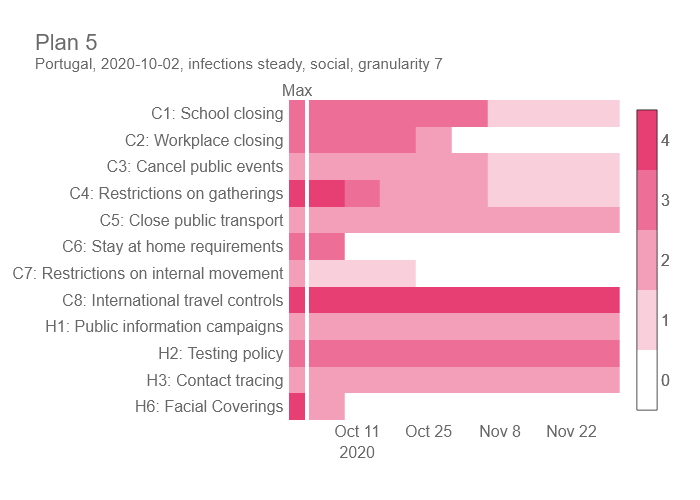 Plan 5
Portugal, 2020-10-02, infections steady, social, granularity 7
Max
C1: School closing
C2: Workplace closing
C3: Cancel public events
C4: Restrictions on gatherings
C5: Close public transport
C6: Stay at home requirements
C7: Restrictions on internal movement
C8: International travel controls
H1: Public information campaigns
H2: Testing policy
H3: Contact tracing
H6: Facial Coverings
Oct 11 Oct 25 Nov 8 Nov 22
2020
4
3
2
1
0